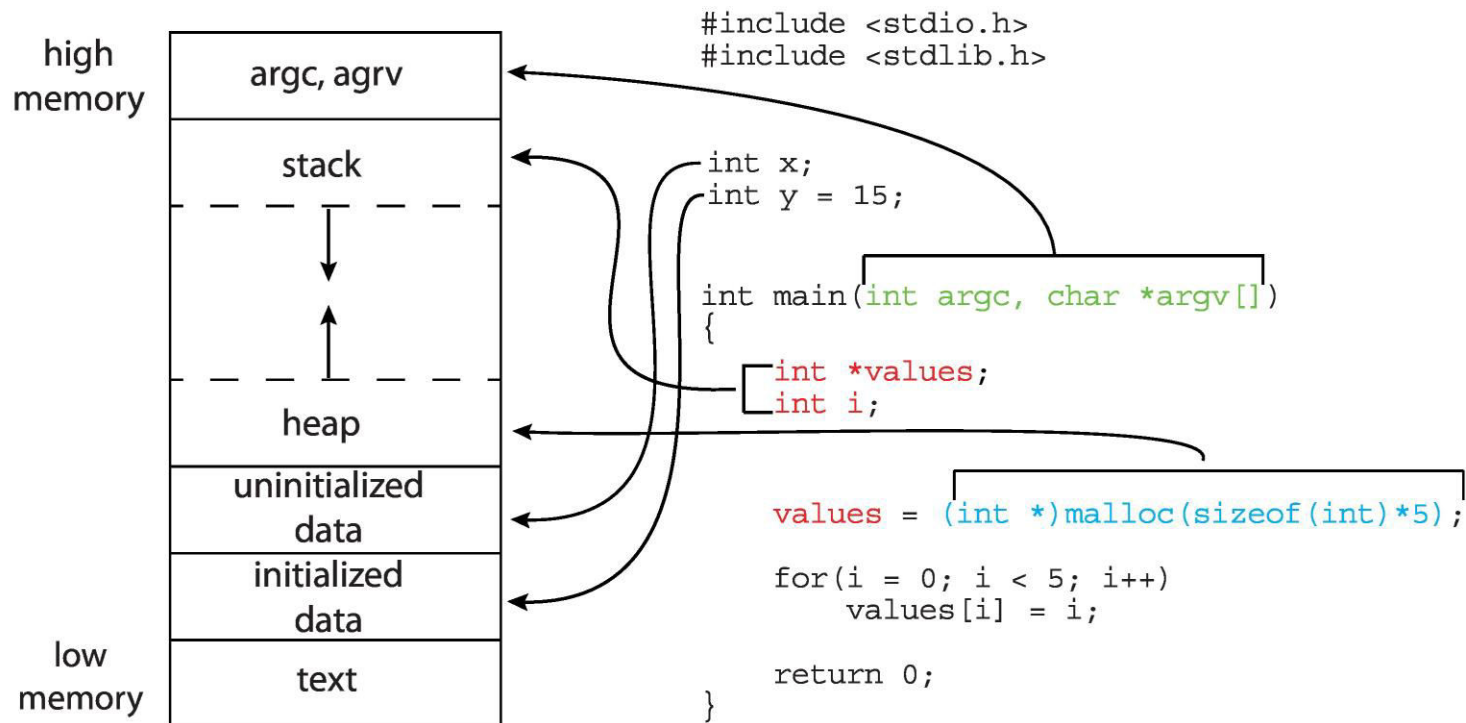 high
memory
argc, agrv
stack
heap
uninitialized
data
initialized
data
low
memory
text
#include <stdio.h>
#include <stdlib.h>
int x;
int y = 15;
int main(int argc, char *argv[])
{
int *values;
int i;
values = (int *)malloc(sizeof(int)*5);
for(i = 0; i < 5; i++)
values[i] = i;
return 0;
}